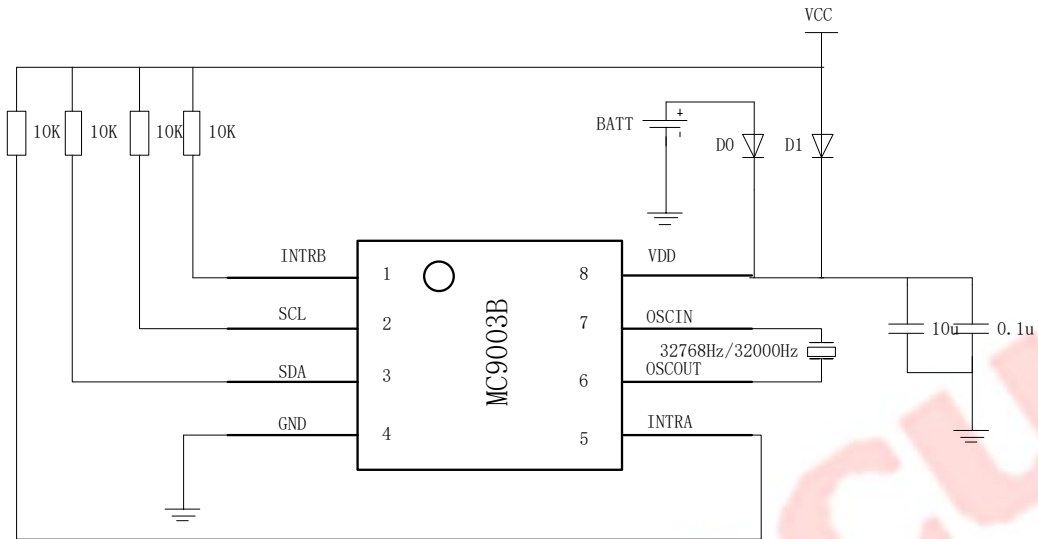 VCC
10K
10K
10K
10K
BATT
+
D0
D1
INTRB
SCL
SDA
GND
1
2
3
4
MC9003B
8
7
6
5
VDD
OSCIN
32768Hz/32000Hz
OSCOUT
INTRA
10u
0.1u